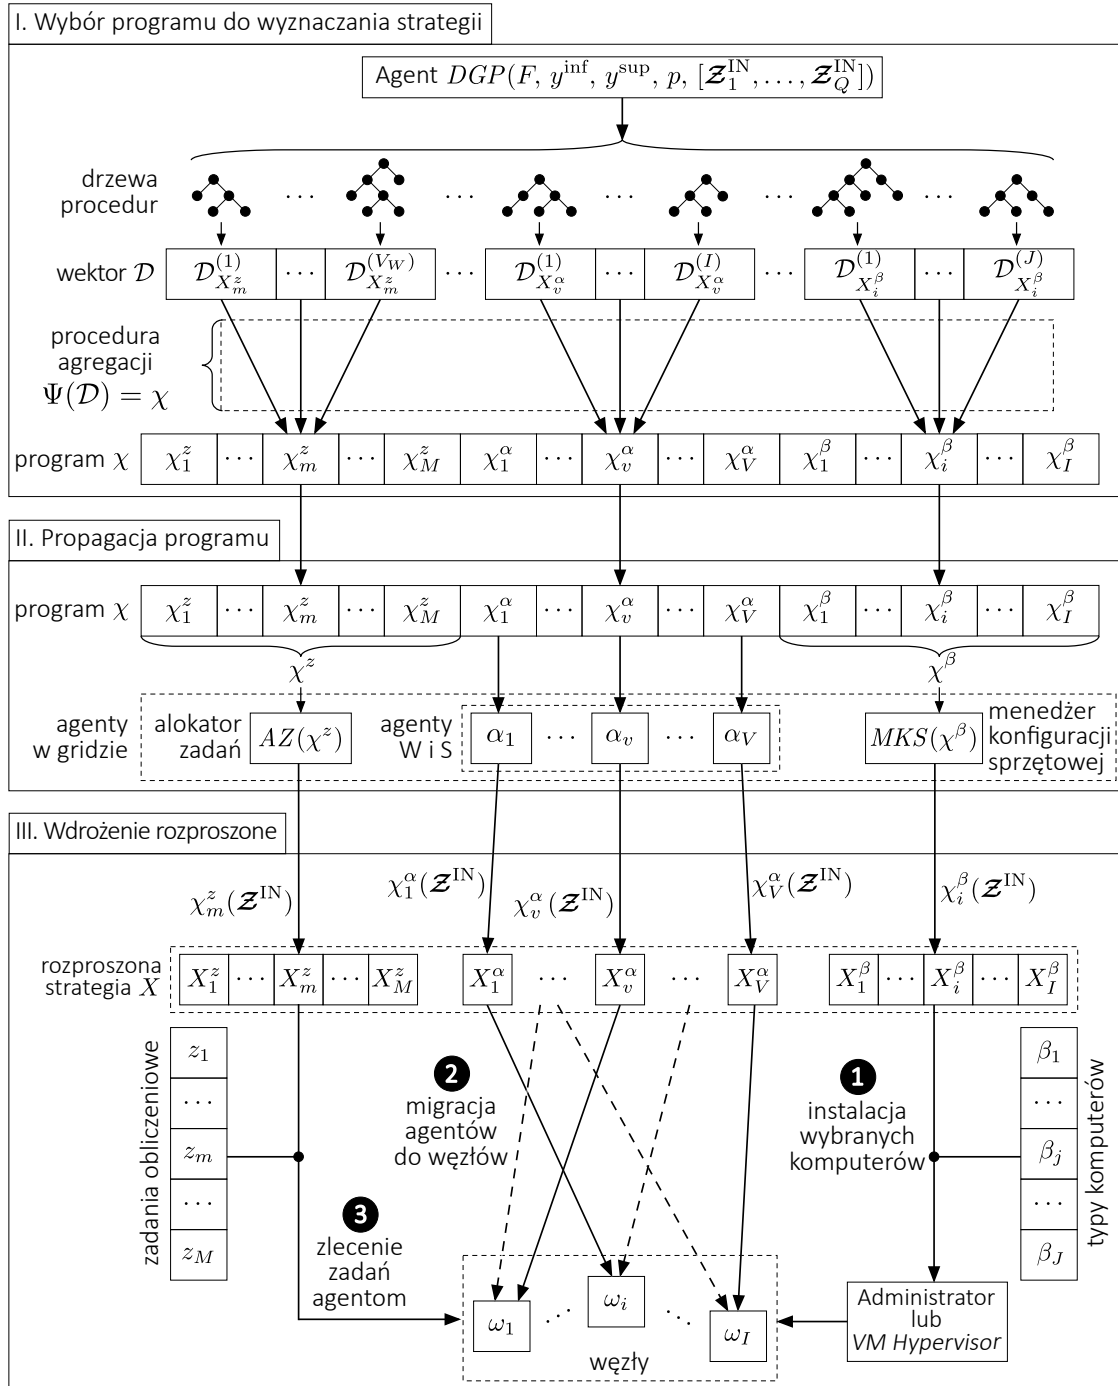 I. Wybór programu do wyznaczania strategii
Agent DGP(F, y^inf, y^sup, p, [𝓩_1^IN, . . . , 𝓩_Q^IN])
drzewa
procedur
··· ··· ··· ··· ···
wektor 𝒟 𝒟_{X_m^z}^{(1)} ··· 𝒟_{X_m^z}^{(V_W)} ··· 𝒟_{X_v^α}^{(1)} ··· 𝒟_{X_v^α}^{(I)} ··· 𝒟_{X_i^β}^{(1)} ··· 𝒟_{X_i^β}^{(J)}
procedura
agregacji
Ψ(𝒟) = χ
program χ χ_1^z ··· χ_m^z ··· χ_M^z χ_1^α ··· χ_v^α ··· χ_V^α χ_1^β ··· χ_i^β ··· χ_I^β
II. Propagacja programu
program χ χ_1^z ··· χ_m^z ··· χ_M^z χ_1^α ··· χ_v^α ··· χ_V^α χ_1^β ··· χ_i^β ··· χ_I^β
χ^z χ^β
agenty
w gridzie
alokator
zadań
AZ(χ^z)
agenty
W i S
α_1 ··· α_v ··· α_V
MKS(χ^β)
menedżer
konfiguracji
sprzętowej
III. Wdrożenie rozproszone
χ_m^z(𝓩^IN) χ_1^α(𝓩^IN) χ_v^α(𝓩^IN) χ_V^α(𝓩^IN) χ_i^β(𝓩^IN)
rozproszona
strategia X
X_1^z ··· X_m^z ··· X_M^z X_1^α ··· X_v^α ··· X_V^α X_1^β ··· X_i^β ··· X_I^β
zadania obliczeniowe
z_1
···
z_m
···
z_M
2
migracja
agentów
do węzłów
1
instalacja
wybranych
komputerów
β_1
···
β_j
···
β_J
typy komputerów
3
zlecenie
zadań
agentom
ω_1 ··· ω_i ··· ω_I
węzły
Administrator
lub
VM Hypervisor